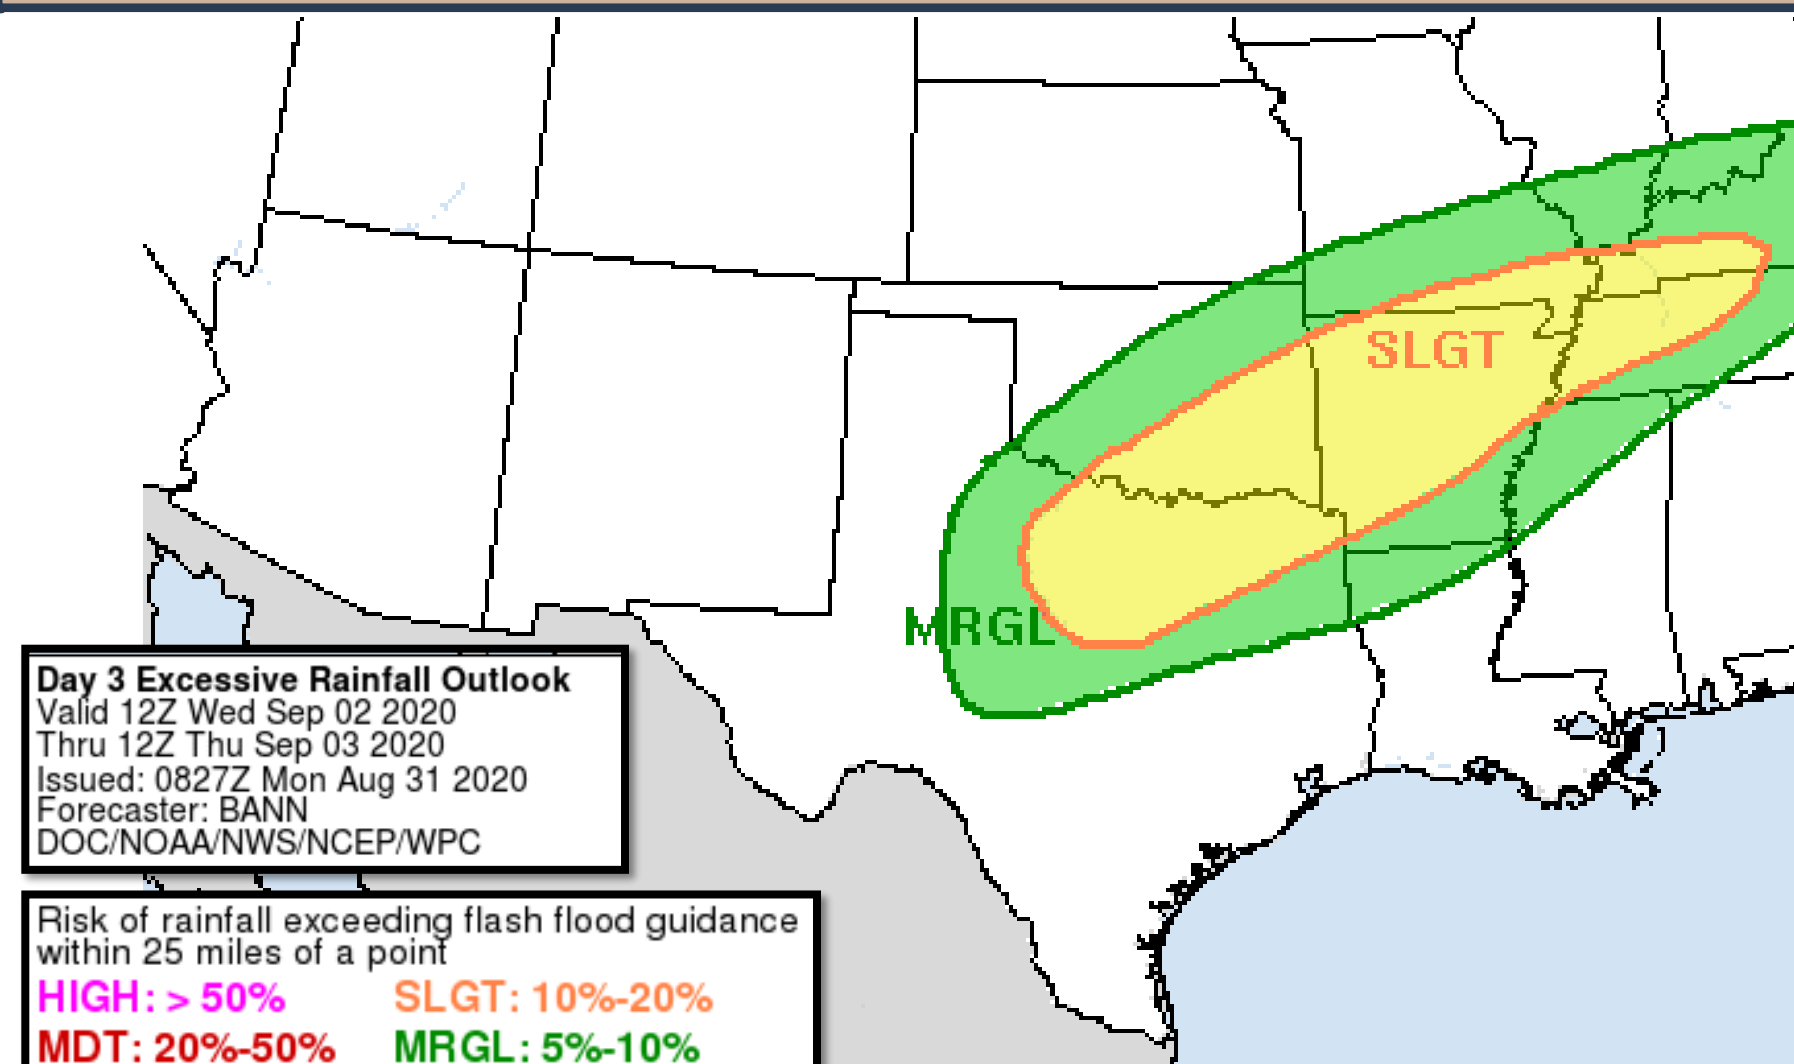 SLGT
MRGL
Day 3 Excessive Rainfall Outlook
Valid 12Z Wed Sep 02 2020
Thru 12Z Thu Sep 03 2020
Issued: 0827Z Mon Aug 31 2020
Forecaster: BANN
DOC/NOAA/NWS/NCEP/WPC
Risk of rainfall exceeding flash flood guidance
within 25 miles of a point
HIGH: > 50% SLGT: 10%-20%
MDT: 20%-50% MRGL: 5%-10%